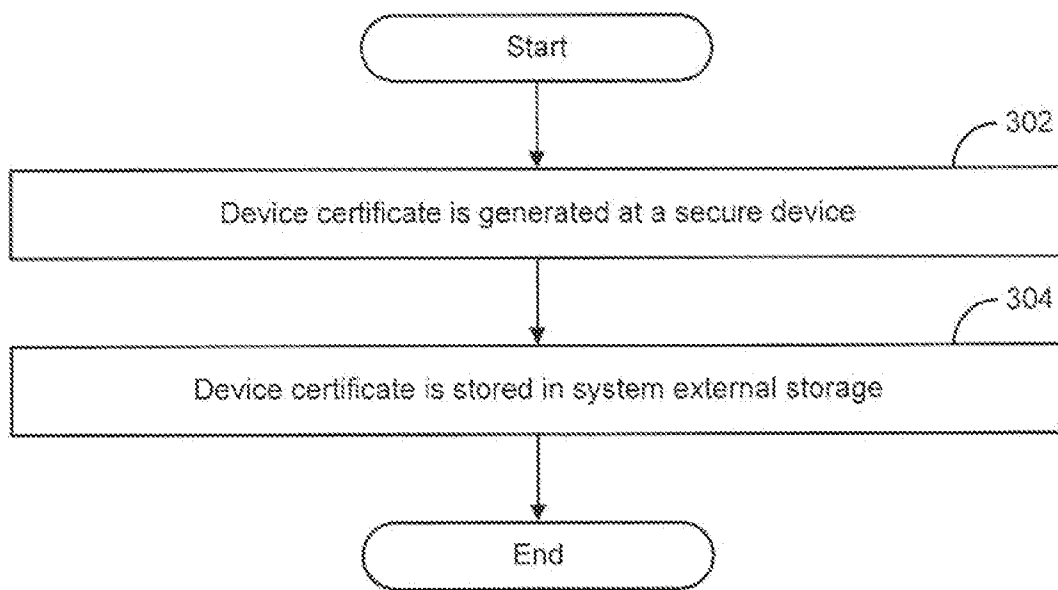 Start
302
Device certificate is generated at a secure device
304
Device certificate is stored in system external storage
End